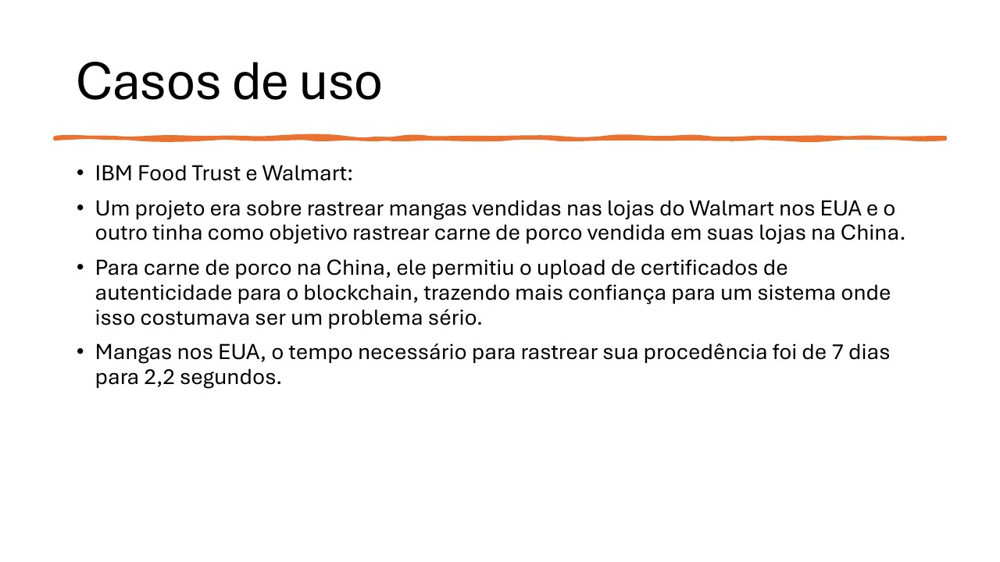 Casos de uso
• IBM Food Trust e Walmart:
• Um projeto era sobre rastrear mangas vendidas nas lojas do Walmart nos EUA e o
outro tinha como objetivo rastrear carne de porco vendida em suas lojas na China.
• Para carne de porco na China, ele permitiu o upload de certificados de
autenticidade para o blockchain, trazendo mais confiança para um sistema onde
isso costumava ser um problema sério.
• Mangas nos EUA, o tempo necessário para rastrear sua procedência foi de 7 dias
para 2,2 segundos.